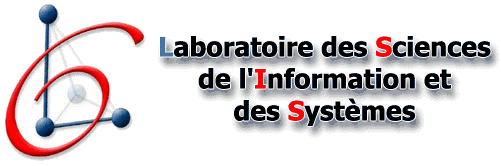 Laboratoire des Sciences
de l'Information et
des Systèmes